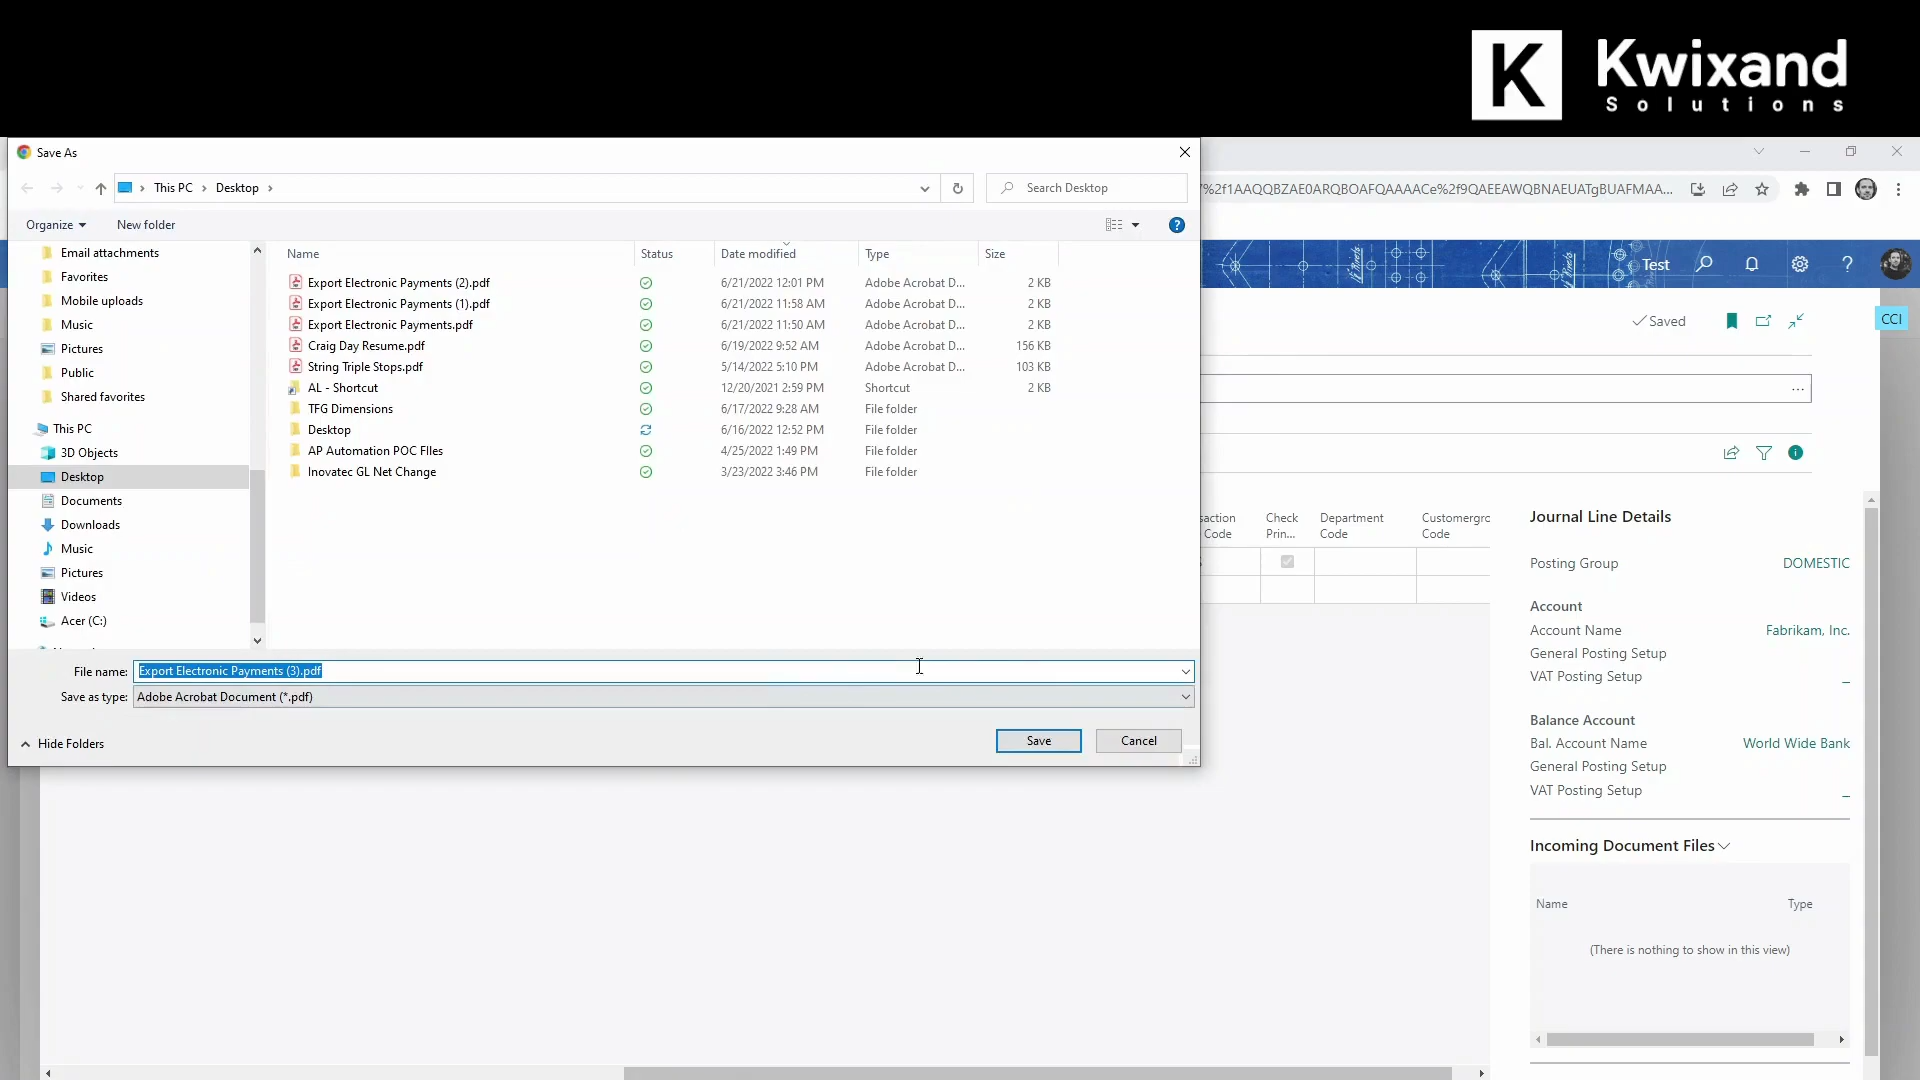 K Kwixand
Solutions
Save As
This PC > Desktop >
Search Desktop
%2f1AAQQBZAE0ARQBOAFQAAAACe%2f9QAEEAWQBNAEUATgBUAFMAA...
Organize
New folder
Email attachments
Favorites
Mobile uploads
Music
Pictures
Public
Shared favorites
This PC
3D Objects
Desktop
Documents
Downloads
Music
Pictures
Videos
Acer (C:)
Name Status Date modified Type Size
Export Electronic Payments (2).pdf 6/21/2022 12:01 PM Adobe Acrobat D... 2 KB
Export Electronic Payments (1).pdf 6/21/2022 11:58 AM Adobe Acrobat D... 2 KB
Export Electronic Payments.pdf 6/21/2022 11:50 AM Adobe Acrobat D... 2 KB
Craig Day Resume.pdf 6/19/2022 9:52 AM Adobe Acrobat D... 156 KB
String Triple Stops.pdf 5/14/2022 5:10 PM Adobe Acrobat D... 103 KB
AL - Shortcut 12/20/2021 2:59 PM Shortcut 2 KB
TFG Dimensions 6/17/2022 9:28 AM File folder
Desktop 6/16/2022 12:52 PM File folder
AP Automation POC FIles 4/25/2022 1:49 PM File folder
Inovatec GL Net Change 3/23/2022 3:46 PM File folder
File name: Export Electronic Payments (3).pdf
Save as type: Adobe Acrobat Document (*.pdf)
Hide Folders
Save
Cancel
Test
?
Saved
CCI
saction Code
Check Prin...
Department Code
Customergro Code
Journal Line Details
Posting Group DOMESTIC
Account
Account Name Fabrikam, Inc.
General Posting Setup
VAT Posting Setup _
Balance Account
Bal. Account Name World Wide Bank
General Posting Setup
VAT Posting Setup _
Incoming Document Files
Name Type
(There is nothing to show in this view)